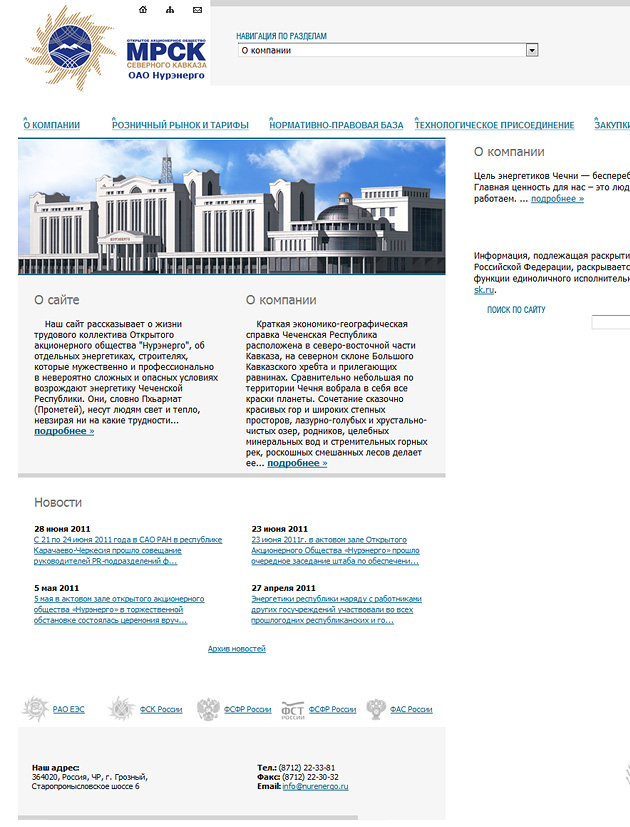 ОТКРЫТОЕ АКЦИОНЕРНОЕ ОБЩЕСТВО
МРСК
СЕВЕРНОГО КАВКАЗА
ОАО Нурэнерго
НАВИГАЦИЯ ПО РАЗДЕЛАМ
О компании
О КОМПАНИИ
РОЗНИЧНЫЙ РЫНОК И ТАРИФЫ
НОРМАТИВНО-ПРАВОВАЯ БАЗА
ТЕХНОЛОГИЧЕСКОЕ ПРИСОЕДИНЕНИЕ
ЗАКУПКИ
НУРЭНЕРГО
О компании
Цель энергетиков Чечни — беспереб
Главная ценность для нас – это люд
работаем. ... подробнее »
Информация, подлежащая раскрыти
Российской Федерации, раскрывается
функции единоличного исполнительн
sk.ru.
ПОИСК ПО САЙТУ
О сайте
Наш сайт рассказывает о жизни
трудового коллектива Открытого
акционерного общества "Нурэнерго", об
отдельных энергетиках, строителях,
которые мужественно и профессионально
в невероятно сложных и опасных условиях
возрождают энергетику Чеченской
Республики. Они, словно Пхьармат
(Прометей), несут людям свет и тепло,
невзирая ни на какие трудности...
подробнее »
О компании
Краткая экономико-географическая
справка Чеченская Республика
расположена в северо-восточной части
Кавказа, на северном склоне Большого
Кавказского хребта и прилегающих
равнинах. Сравнительно небольшая по
территории Чечня вобрала в себя все
краски планеты. Сочетание сказочно
красивых гор и широких степных
просторов, лазурно-голубых и хрустально-
чистых озер, родников, целебных
минеральных вод и стремительных горных
рек, роскошных смешанных лесов делает
ее... подробнее »
Новости
28 июня 2011
С 21 по 24 июня 2011 года в САО РАН в республике
Карачаево-Черкесия прошло совещание
руководителей PR-подразделений ф...
23 июня 2011
23 июня 2011г. в актовом зале Открытого
Акционерного Общества «Нурэнерго» прошло
очередное заседание штаба по обеспечени...
5 мая 2011
5 мая в актовом зале открытого акционерного
общества «Нурэнерго» в торжественной
обстановке состоялась церемония вруч...
27 апреля 2011
Энергетики республики наряду с работниками
других госучреждений участвовали во всех
прошлогодних республиканских и го...
Архив новостей
РАО ЕЭС
ФСК России
ФСФР России
ФСТ
РОССИИ
ФСФР России
ФАС России
Наш адрес:
364020, Россия, ЧР, г. Грозный,
Старопромысловское шоссе 6
Тел.: (8712) 22-33-81
Факс: (8712) 22-30-32
Email: info@nurenergo.ru